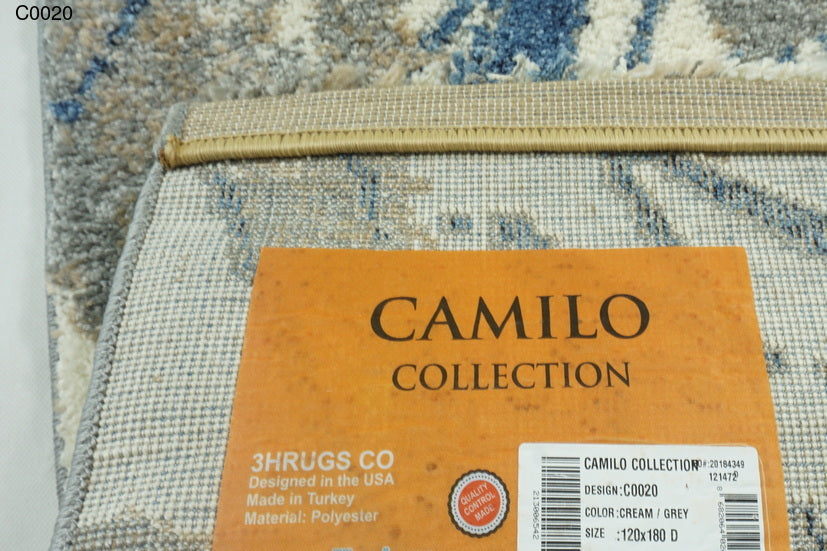 C0020
CAMILO
COLLECTION
3HRUGS CO
Designed in the USA
Made in Turkey
Material: Polyester
QUALITY
CONTROL
MADE
CAMILO COLLECTION
#:20184349
121472
DESIGN:C0020
COLOR:CREAM / GREY
SIZE :120x180 D
213006542